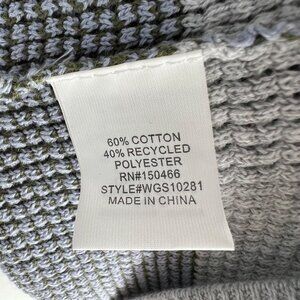 60% COTTON
40% RECYCLED
POLYESTER
RN#150466
STYLE#WGS10281
MADE IN CHINA